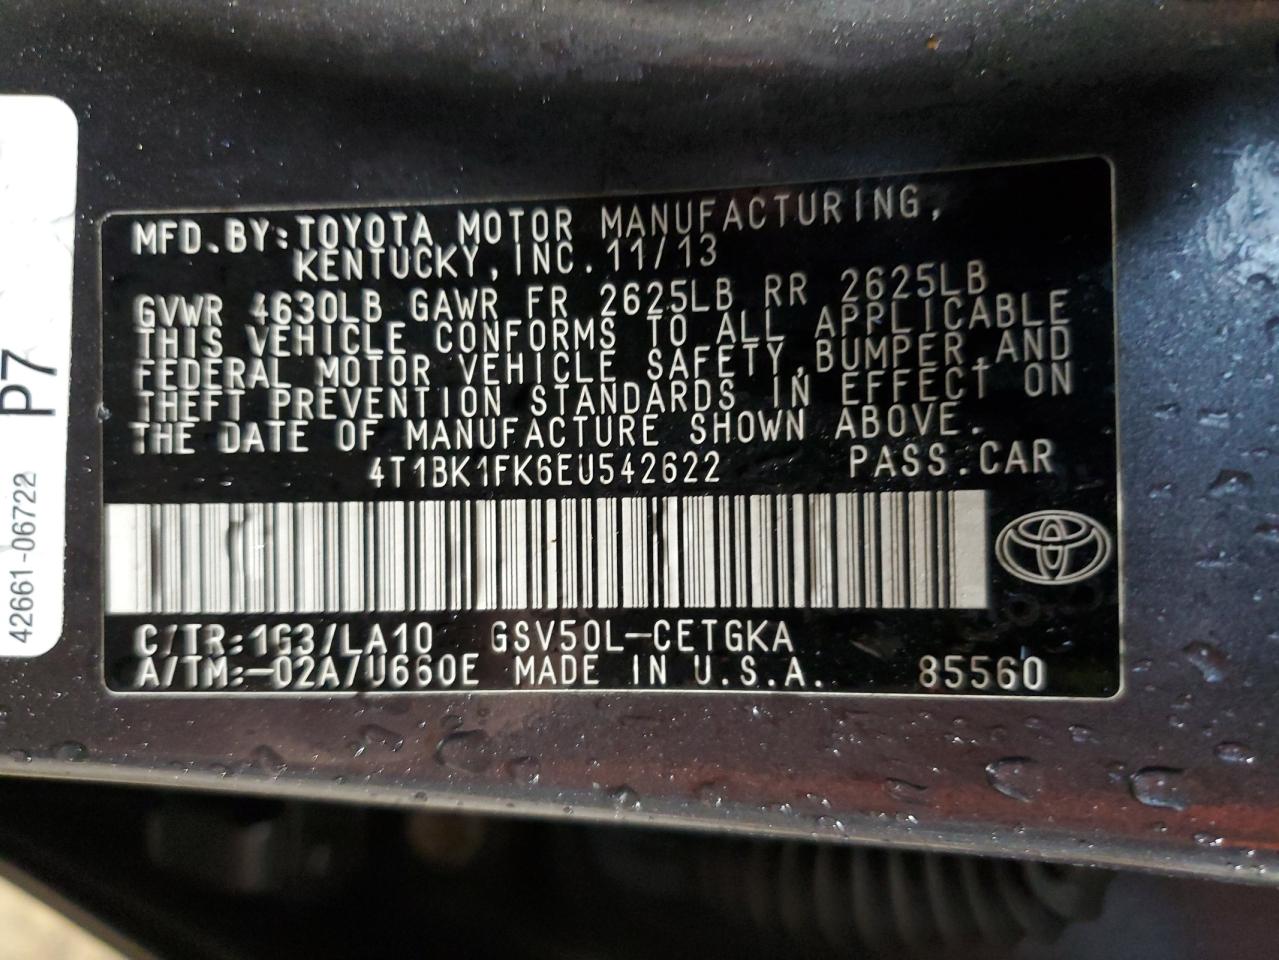 MFD.BY:TOYOTA MOTOR MANUFACTURING,
KENTUCKY,INC.11/13
GVWR 4630LB GAWR FR 2625LB RR 2625LB
THIS VEHICLE CONFORMS TO ALL APPLICABLE
FEDERAL MOTOR VEHICLE SAFETY,BUMPER,AND
THEFT PREVENTION STANDARDS IN EFFECT ON
THE DATE OF MANUFACTURE SHOWN ABOVE.
4T1BK1FK6EU542622 PASS.CAR
C/TR:1G3/LA10 GSV50L-CETGKA
A/TM:-02A/U660E MADE IN U.S.A. 85560
P7
42661-06722